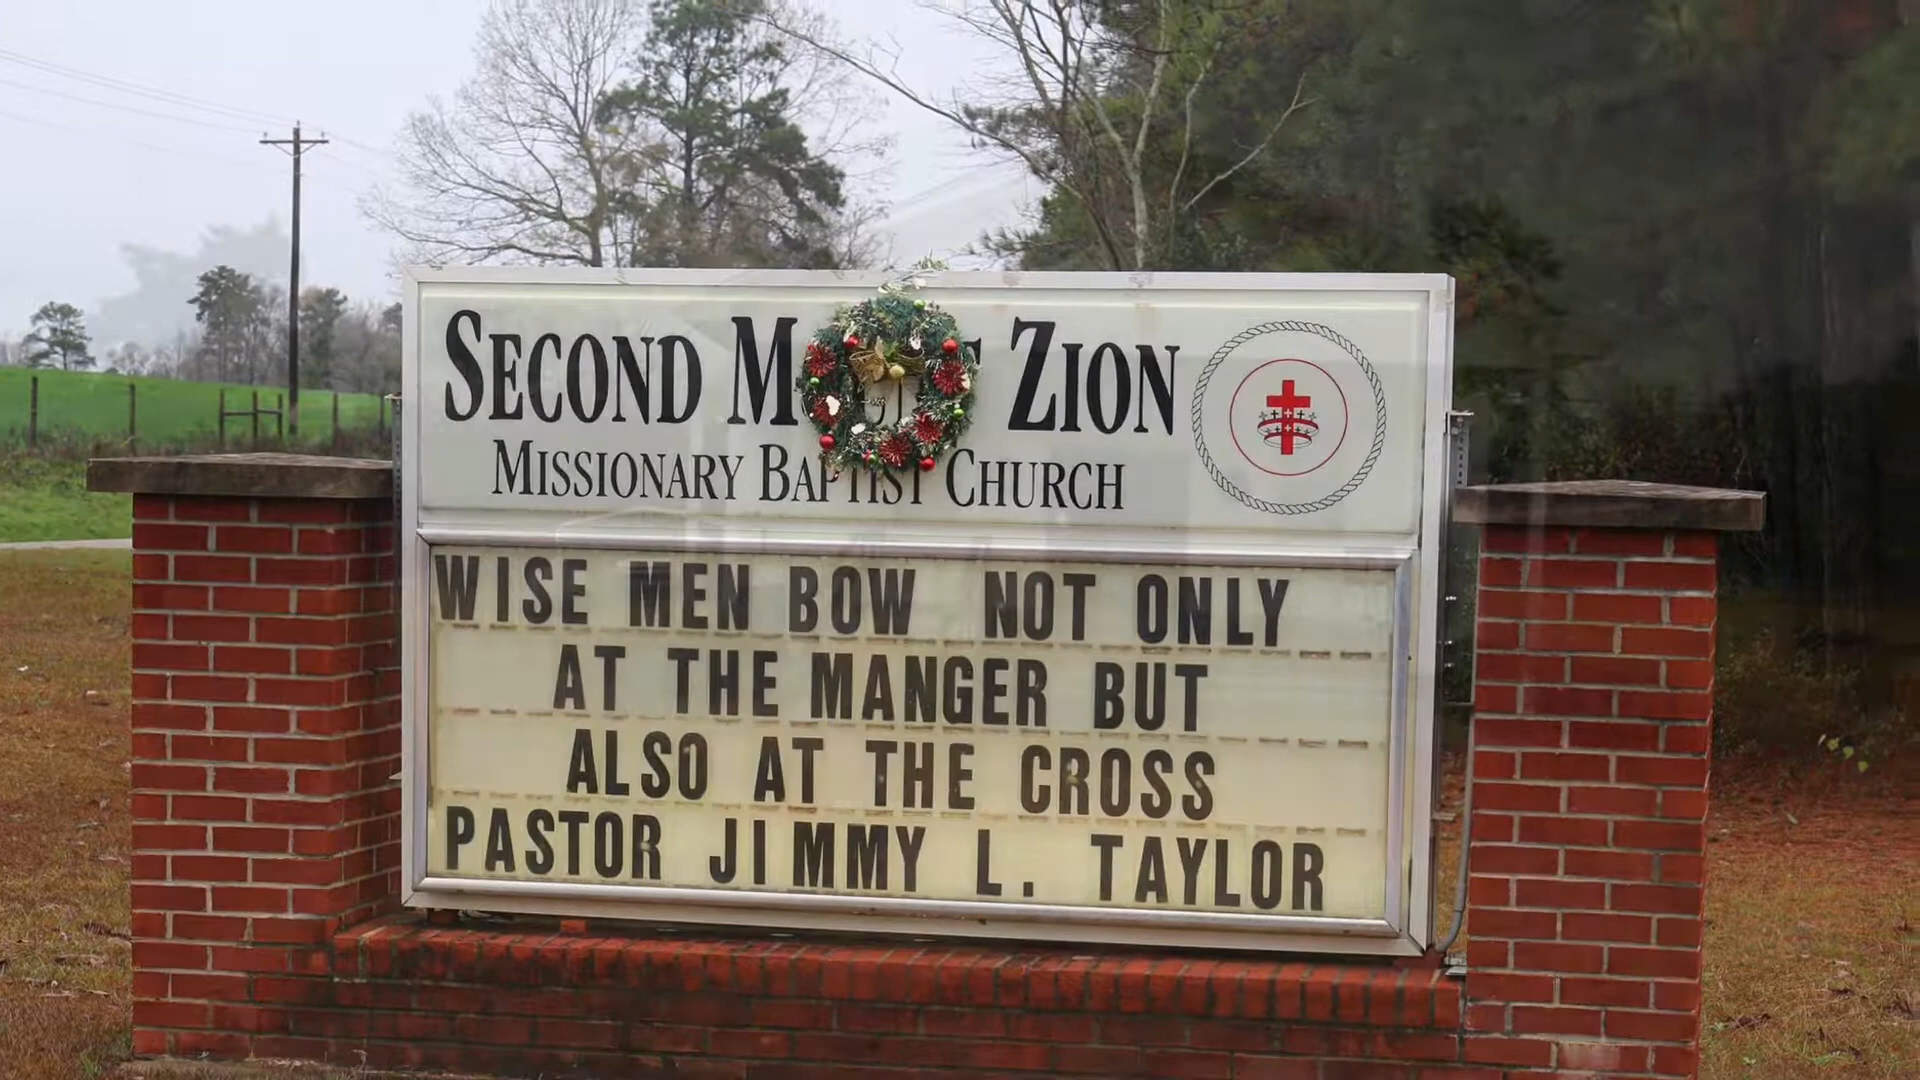 SECOND MOUNT ZION
MISSIONARY BAPTIST CHURCH
WISE MEN BOW NOT ONLY
AT THE MANGER BUT
ALSO AT THE CROSS
PASTOR JIMMY L. TAYLOR